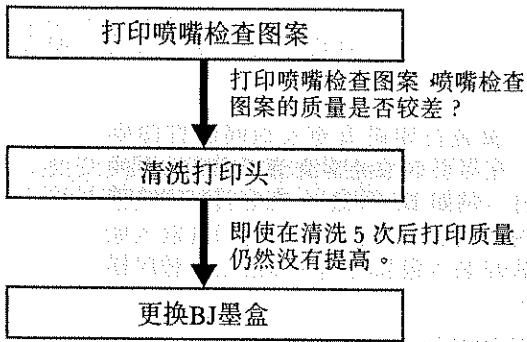 打印喷嘴检查图案
打印喷嘴检查图案 喷嘴检查
图案的质量是否较差？
清洗打印头
即使在清洗5次后打印质量
仍然没有提高。
更换BJ墨盒